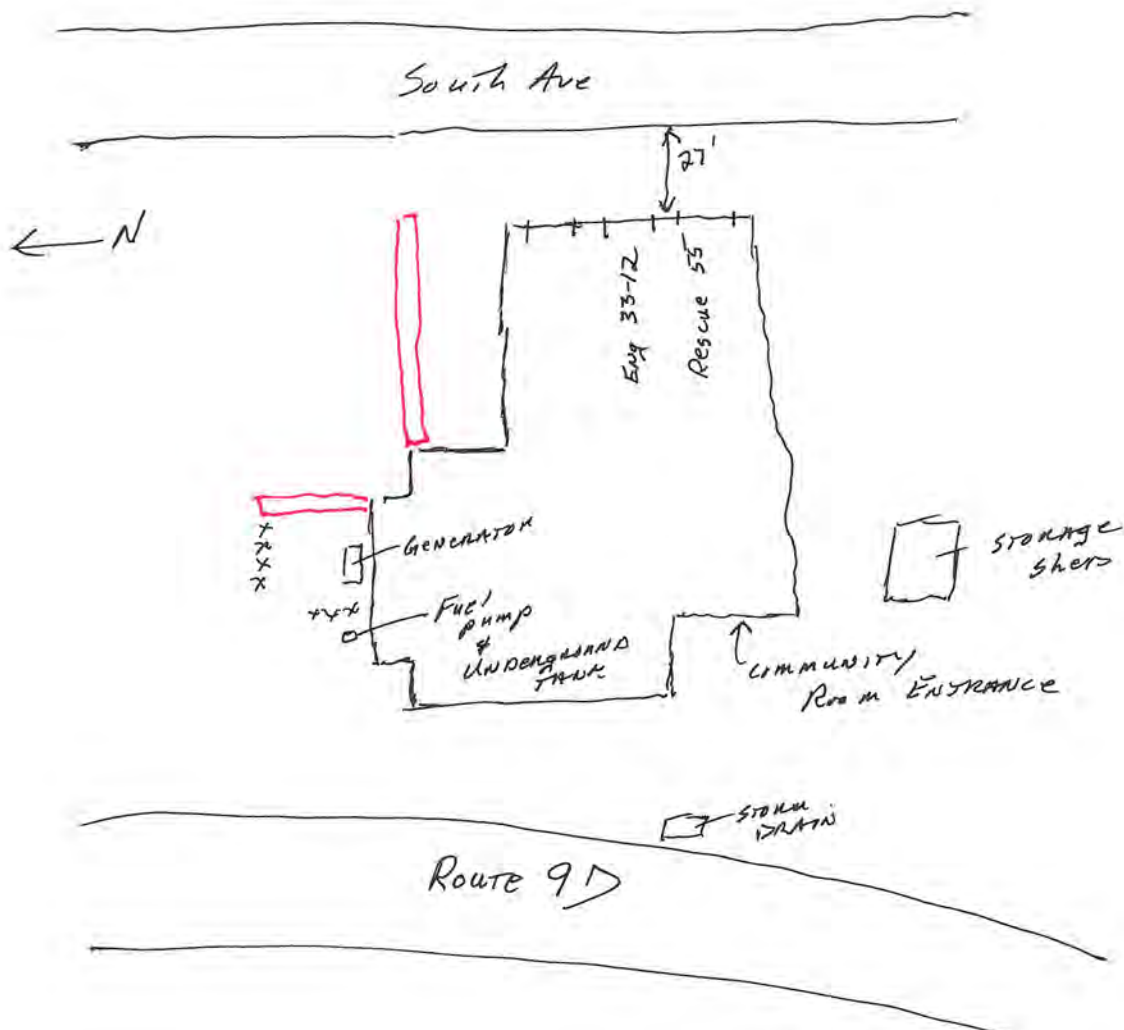 South Ave
27'
N
Eng 33-12
Rescue 55
GENERATOR
Fuel
pump
&
UNDERGROUND
TANK
STORAGE
Shed
COMMUNITY
Room ENTRANCE
STORM
DRAIN
ROUTE 9D